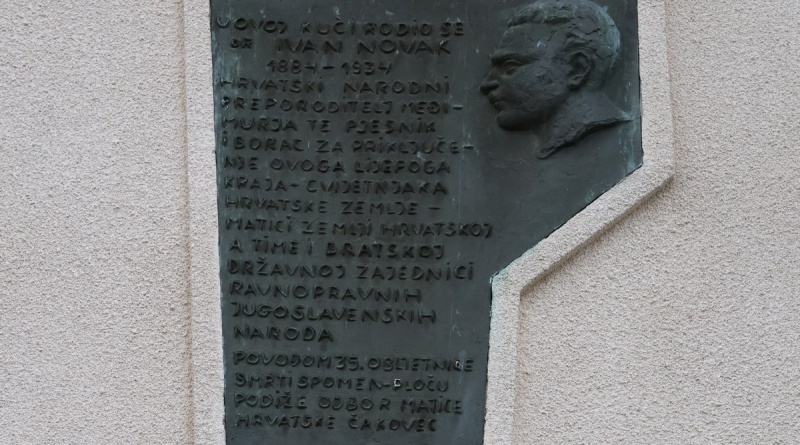 U OVOJ KUĆI RODIO SE
DR IVAN NOVAK
1884-1934
HRVATSKI NARODNI
PREPORODITELJ MEĐI-
MURJA TE PJESNIK
I BORAC ZA PRIKLJUČE-
NJE OVOGA LIJEPOGA
KRAJA-CVIJETNJAKA
HRVATSKE ZEMLJE-
MATICI ZEMLJI HRVATSKOJ
A TIME I BRATSKOJ
DRŽAVNOJ ZAJEDNICI
RAVNOPRAVNIH
JUGOSLAVENSKIH
NARODA
POVODOM 35. OBLJETNICE
SMRTI SPOMEN-PLOČU
PODIŽE ODBOR MATICE
HRVATSKE ČAKOVEC